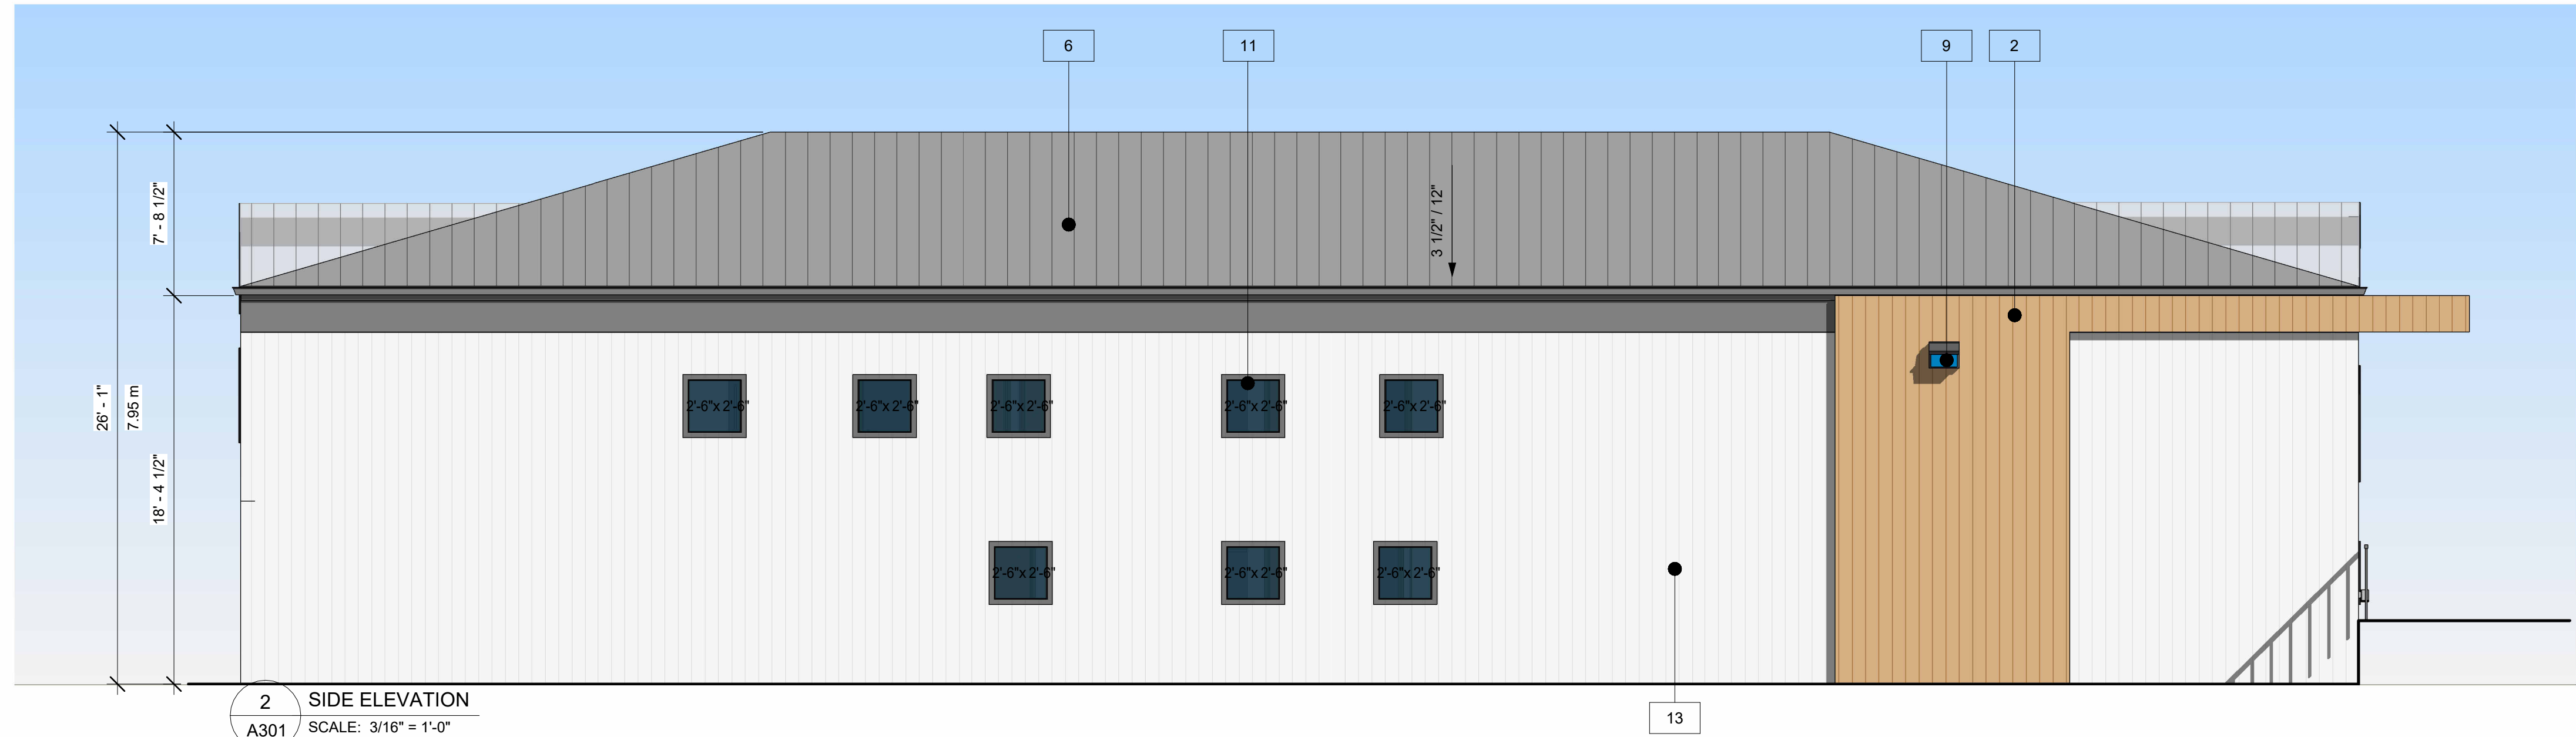 6
11
9
2
7' - 8 1/2"
3 1/2" / 12"
26' - 1"
7.95 m
18' - 4 1/2"
2'-6"x 2'-6"
2'-6"x 2'-6"
2'-6"x 2'-6"
2'-6"x 2'-6"
2'-6"x 2'-6"
2'-6"x 2'-6"
2'-6"x 2'-6"
2'-6"x 2'-6"
13
2
SIDE ELEVATION
A301
SCALE: 3/16" = 1'-0"